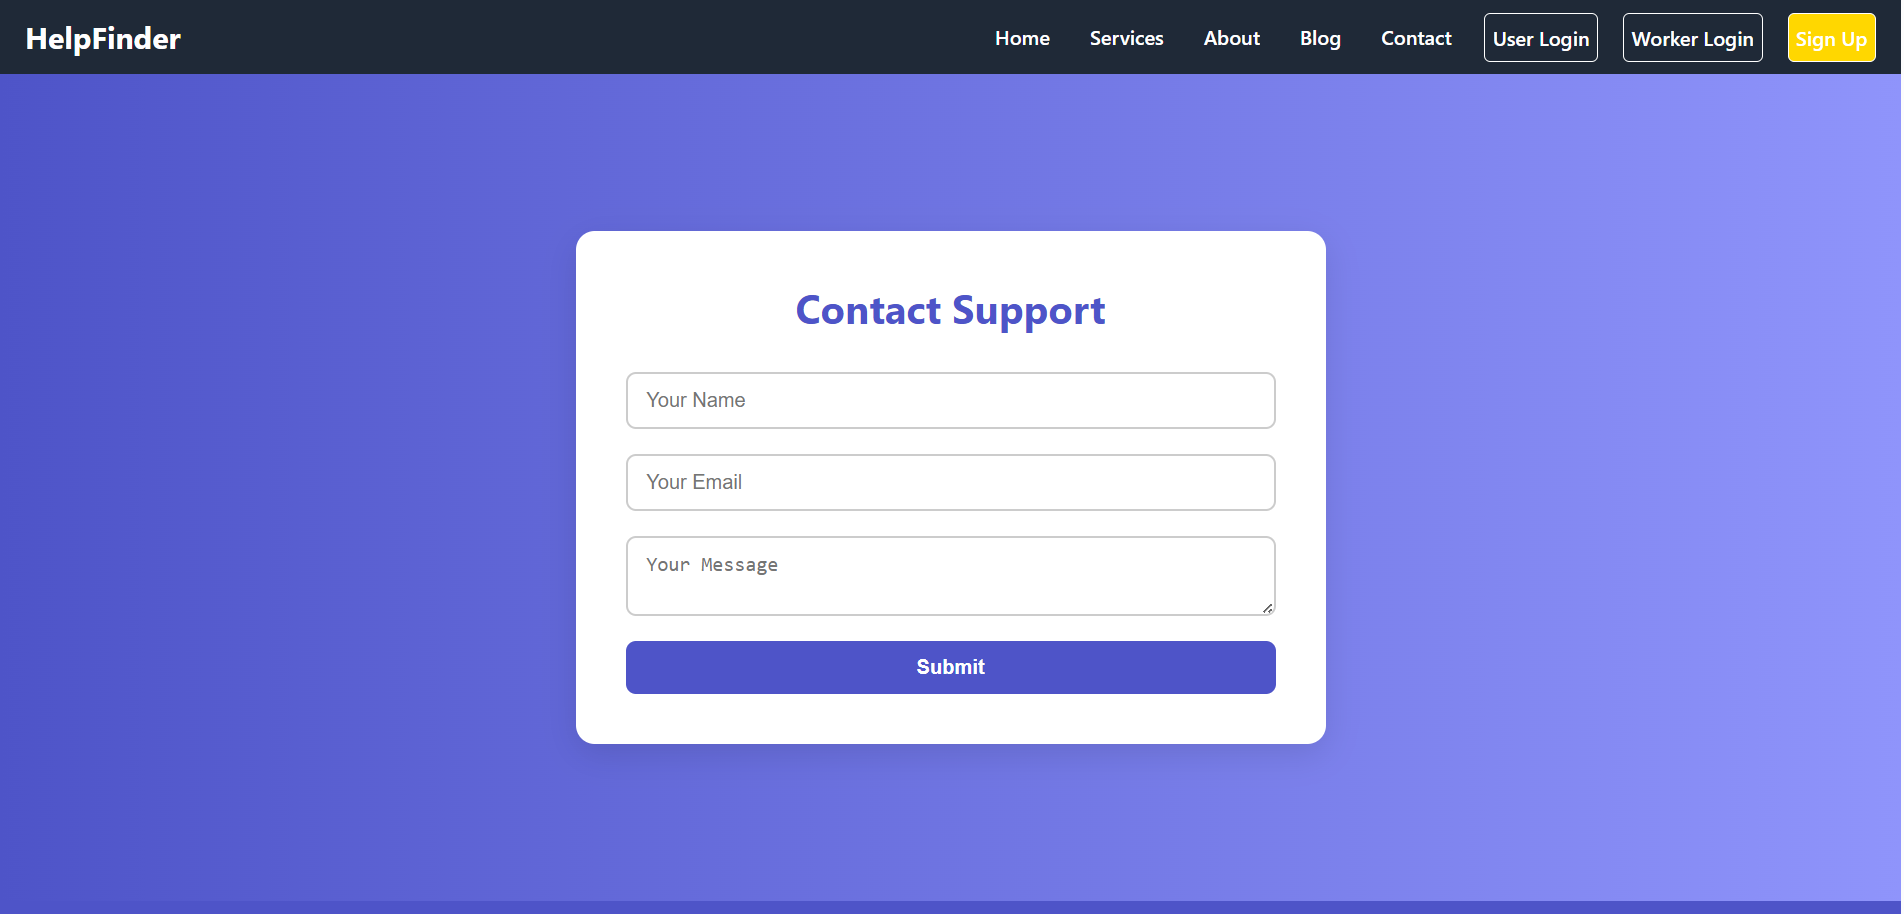 HelpFinder Home Services About Blog Contact User Login Worker Login Sign Up
Contact Support
Your Name
Your Email
Your Message
Submit